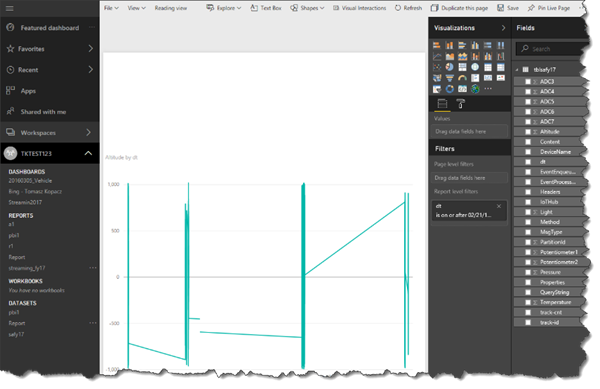 File View Reading view Explore Text Box Shapes Visual Interactions Refresh Duplicate this page Save Pin Live Page
Featured dashboard
Favorites
Recent
Apps
Shared with me
Workspaces
TKTEST123
DASHBOARDS
20160305_Vehicle
Bing - Tomasz Kopacz
Streamin2017
REPORTS
a1
ptx1
r1
Report
streaming_fy17
WORKBOOKS
You have no workbooks
DATASETS
ptx1
Report
safy17
Altitude by dt
1,000
500
0
-500
-1,000
Visualizations
Values
Drag data fields here
Filters
Page level filters
Drag data fields here
Report level filters
dt
is on or after 02/21/1...
Fields
Search
tblsafy17
ADC3
ADC4
ADC5
ADC6
ADC7
Altitude
Content
DeviceName
dt
EventEnqueu...
EventProcess...
Headers
IoTHub
Light
Method
MsgType
PartitionId
Potentiometer1
Potentiometer2
Pressure
Properties
QueryString
Temperature
track-cnt
track-id